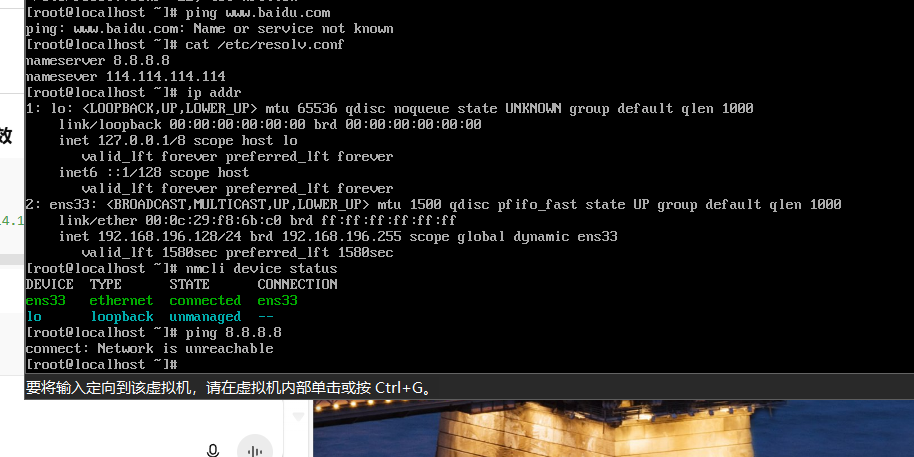 [root@localhost ~]# ping www.baidu.com
ping: www.baidu.com: Name or service not known
[root@localhost ~]# cat /etc/resolv.conf
nameserver 8.8.8.8
namesever 114.114.114.114
[root@localhost ~]# ip addr
1: lo: <LOOPBACK,UP,LOWER_UP> mtu 65536 qdisc noqueue state UNKNOWN group default qlen 1000
link/loopback 00:00:00:00:00:00 brd 00:00:00:00:00:00
inet 127.0.0.1/8 scope host lo
valid_lft forever preferred_lft forever
inet6 ::1/128 scope host
valid_lft forever preferred_lft forever
2: ens33: <BROADCAST,MULTICAST,UP,LOWER_UP> mtu 1500 qdisc pfifo_fast state UP group default qlen 1000
link/ether 00:0c:29:f8:6b:c0 brd ff:ff:ff:ff:ff:ff
inet 192.168.196.128/24 brd 192.168.196.255 scope global dynamic ens33
valid_lft 1580sec preferred_lft 1580sec
[root@localhost ~]# nmcli device status
DEVICE TYPE STATE CONNECTION
ens33 ethernet connected ens33
lo loopback unmanaged --
[root@localhost ~]# ping 8.8.8.8
connect: Network is unreachable
[root@localhost ~]#
要将输入定向到该虚拟机，请在虚拟机内部单击或按 Ctrl+G。
效
4.1